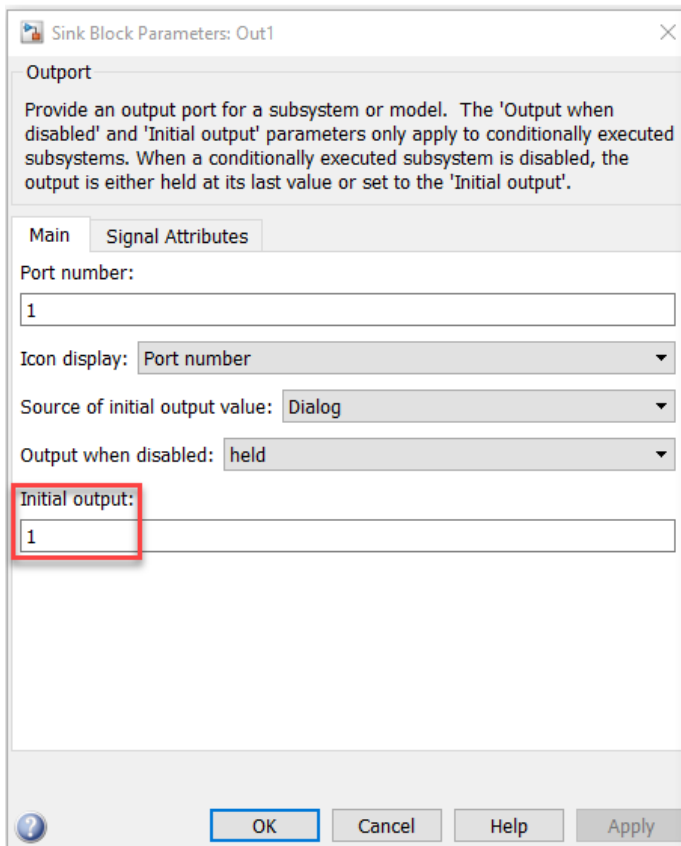 Sink Block Parameters: Out1
Outport
Provide an output port for a subsystem or model.  The 'Output when
disabled' and 'Initial output' parameters only apply to conditionally executed
subsystems. When a conditionally executed subsystem is disabled, the
output is either held at its last value or set to the 'Initial output'.
Main Signal Attributes
Port number:
1
Icon display: Port number
Source of initial output value: Dialog
Output when disabled: held
Initial output:
1
? OK Cancel Help Apply